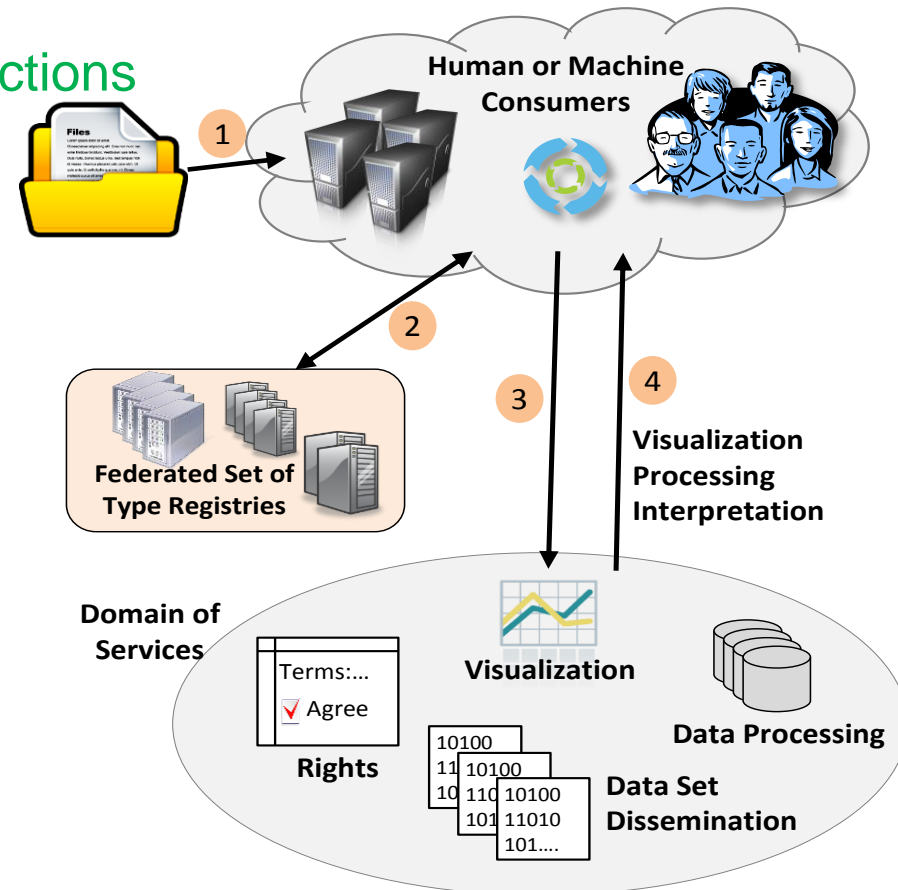 ctions
Files
1
Human or Machine
Consumers
2
3
4
Federated Set of
Type Registries
Visualization
Processing
Interpretation
Domain of
Services
Terms:...
Agree
Rights
Visualization
Data Processing
10100
11
10
10100
110
101
10100
11010
101....
Data Set
Dissemination